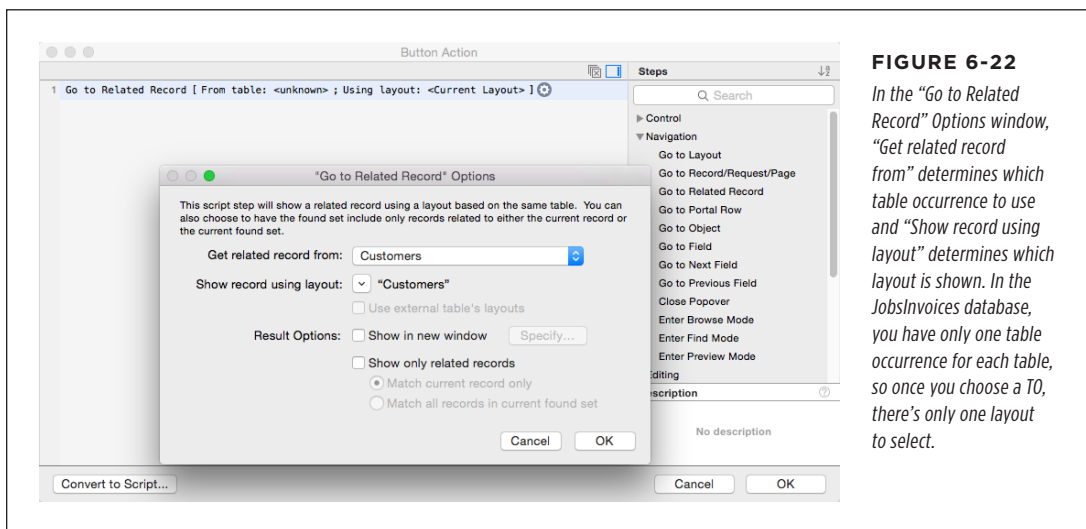 Button Action
Steps
1 Go to Related Record [ From table: <unknown> ; Using layout: <Current Layout> ]
Search
Control
Navigation
Go to Layout
Go to Record/Request/Page
Go to Related Record
Go to Portal Row
Go to Object
Go to Field
Go to Next Field
Go to Previous Field
Close Popover
Enter Browse Mode
Enter Find Mode
Enter Preview Mode
diting
escription
No description
"Go to Related Record" Options
This script step will show a related record using a layout based on the same table. You can
also choose to have the found set include only records related to either the current record or
the current found set.
Get related record from: Customers
Show record using layout: “Customers”
Use external table's layouts
Result Options: Show in new window Specify...
Show only related records
Match current record only
Match all records in current found set
Cancel OK
Convert to Script... Cancel OK
FIGURE 6-22
In the “Go to Related
Record” Options window,
“Get related record
from” determines which
table occurrence to use
and “Show record using
layout” determines which
layout is shown. In the
JobsInvoices database,
you have only one table
occurrence for each table,
so once you choose a TO,
there’s only one layout
to select.